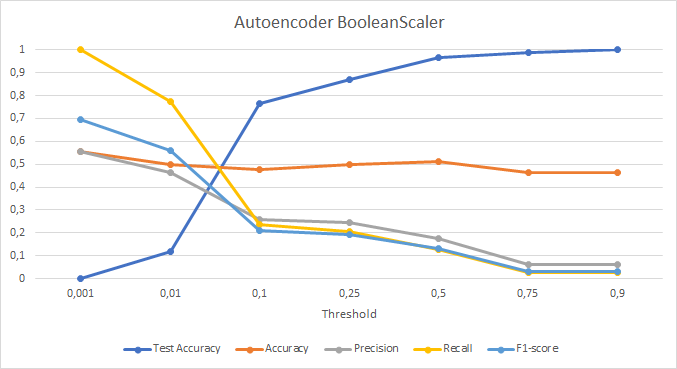 Autoencoder BooleanScaler
1
0,9
0,8
0,7
0,6
0,5
0,4
0,3
0,2
0,1
0
0,001 0,01 0,1 0,25 0,5 0,75 0,9
Threshold
Test Accuracy Accuracy Precision Recall F1-score